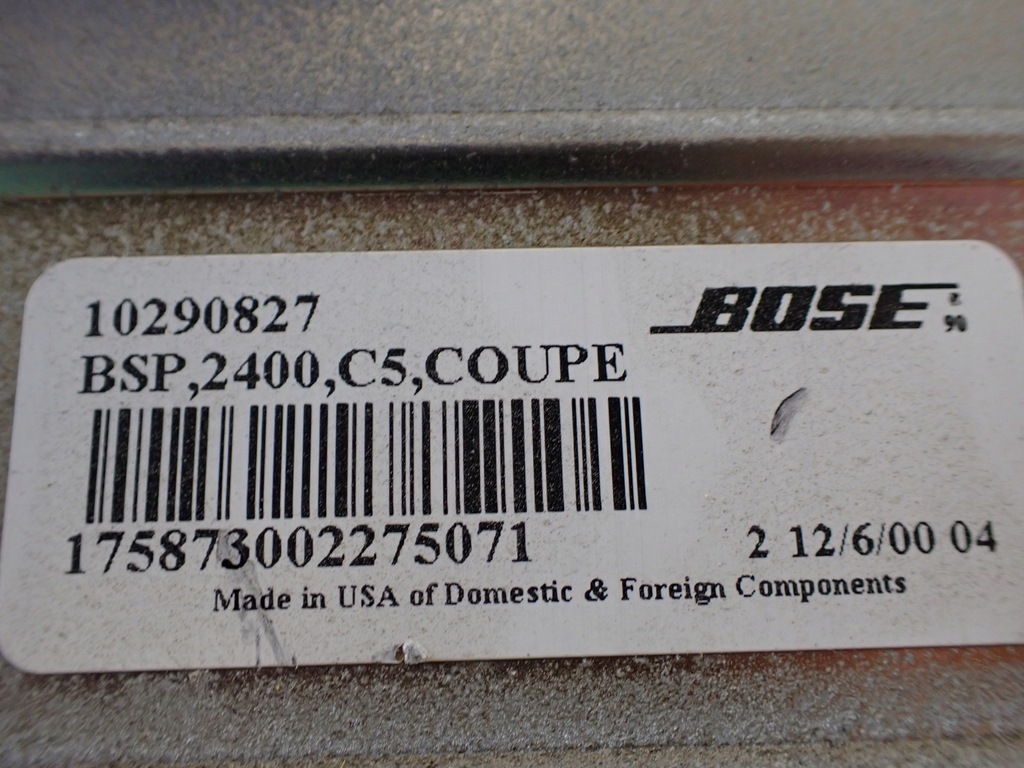 10290827
BOSE
BSP,2400,C5,COUPE
175873002275071
2 12/6/00 04
Made in USA of Domestic & Foreign Components